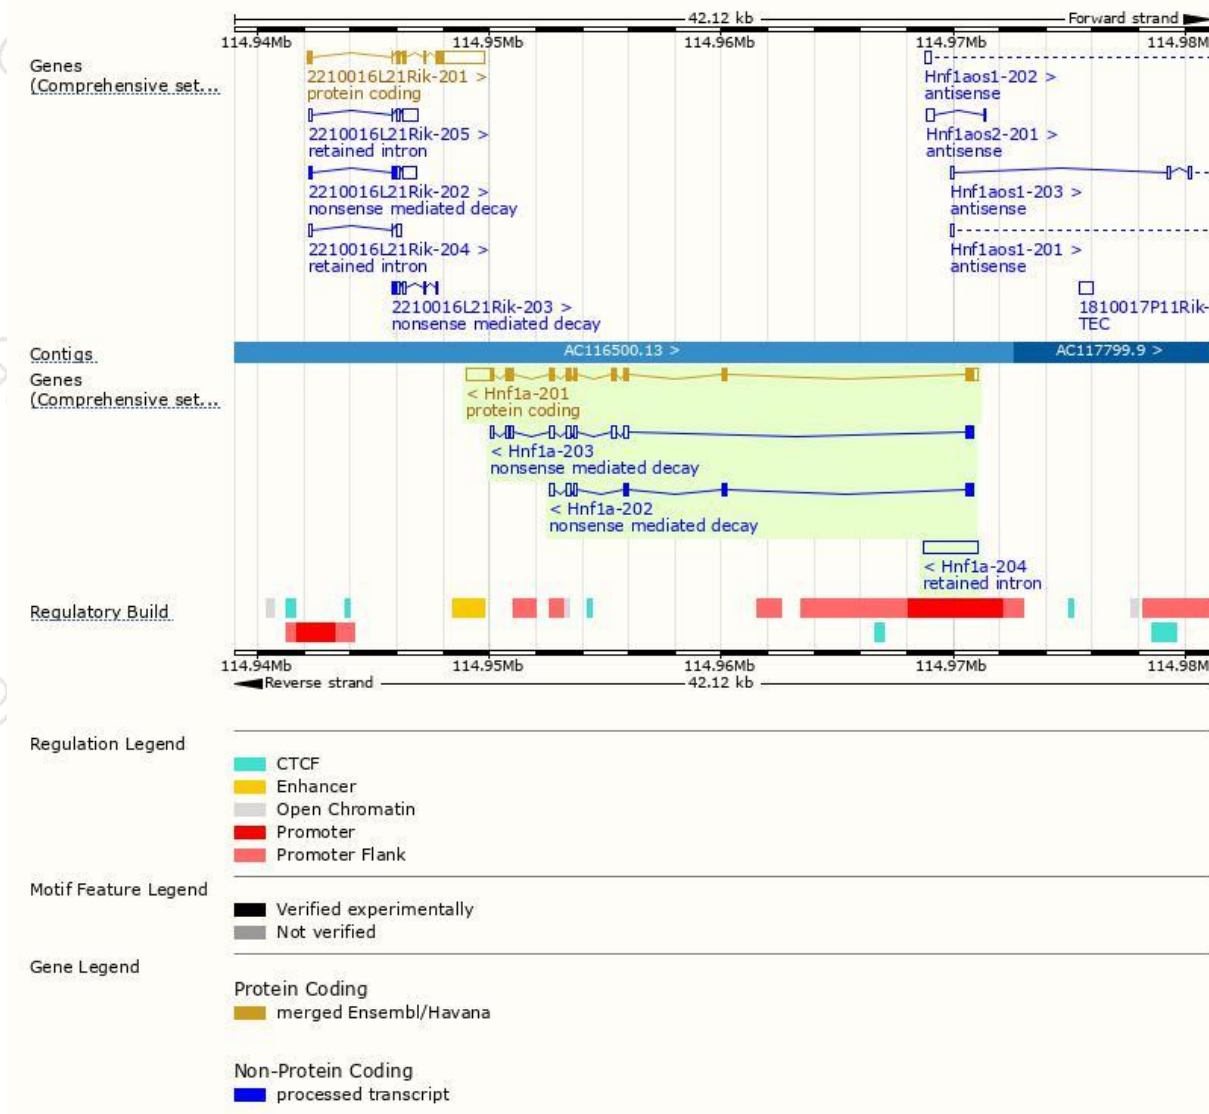 42.12 kb
Forward strand
114.94Mb 114.95Mb 114.96Mb 114.97Mb 114.98M
Genes
(Comprehensive set...
2210016L21Rik-201 >
protein coding
Hnf1aos1-202 >
antisense
2210016L21Rik-205 >
retained intron
Hnf1aos2-201 >
antisense
2210016L21Rik-202 >
nonsense mediated decay
Hnf1aos1-203 >
antisense
2210016L21Rik-204 >
retained intron
Hnf1aos1-201 >
antisense
2210016L21Rik-203 >
nonsense mediated decay
1810017P11Rik-
TEC
Contigs
AC116500.13 >
AC117799.9 >
Genes
(Comprehensive set...
< Hnf1a-201
protein coding
< Hnf1a-203
nonsense mediated decay
< Hnf1a-202
nonsense mediated decay
< Hnf1a-204
retained intron
Regulatory Build
114.94Mb 114.95Mb 114.96Mb 114.97Mb 114.98M
Reverse strand
42.12 kb
Regulation Legend
CTCF
Enhancer
Open Chromatin
Promoter
Promoter Flank
Motif Feature Legend
Verified experimentally
Not verified
Gene Legend
Protein Coding
merged Ensembl/Havana
Non-Protein Coding
processed transcript